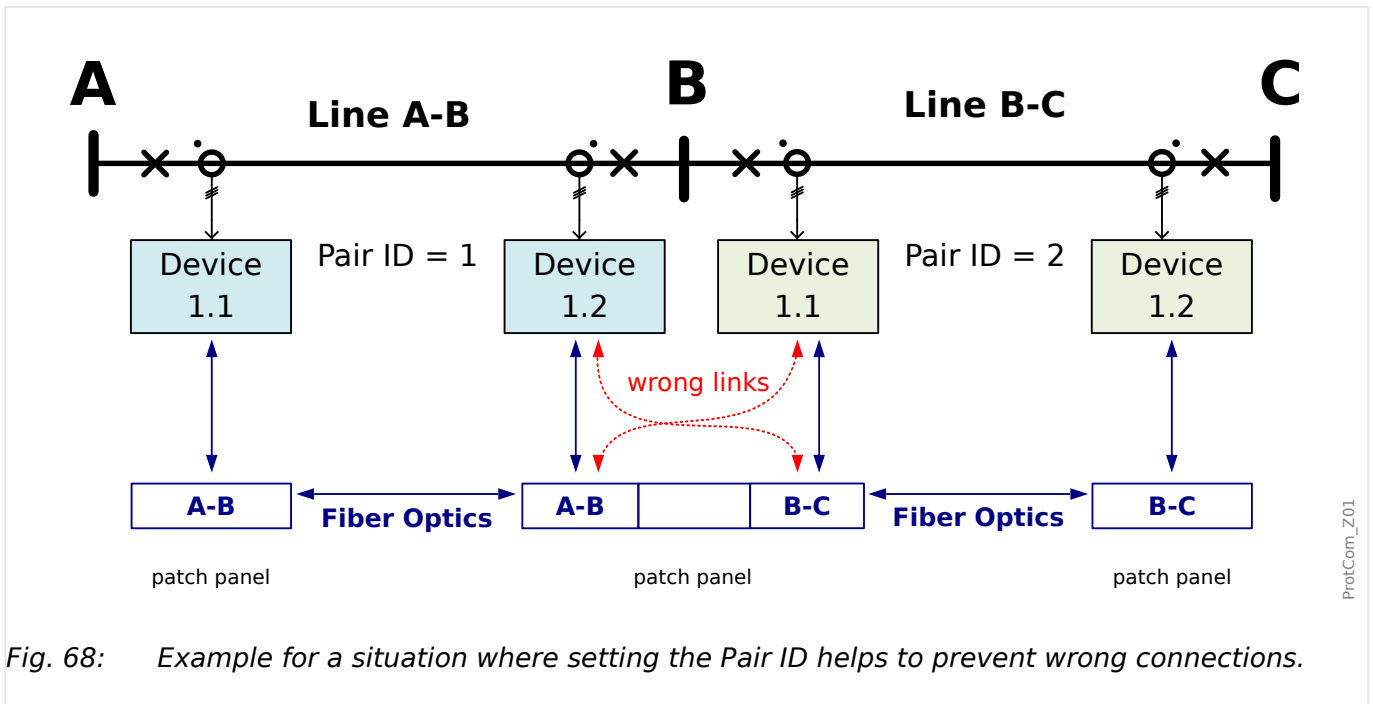 A
B
C
Line A-B
Line B-C
Device
1.1
Pair ID = 1
Device
1.2
Device
1.1
Pair ID = 2
Device
1.2
wrong links
A-B
Fiber Optics
A-B
B-C
Fiber Optics
B-C
patch panel
patch panel
patch panel
ProtCom_Z01
Fig. 68: Example for a situation where setting the Pair ID helps to prevent wrong connections.